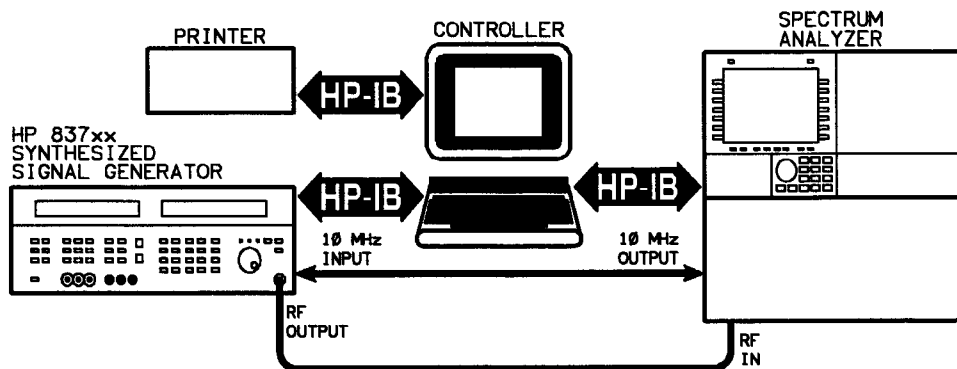 PRINTER
CONTROLLER
SPECTRUM
ANALYZER
HP-IB
HP 837xx
SYNTHESIZED
SIGNAL GENERATOR
HP-IB
HP-IB
10 MHz
INPUT
10 MHz
OUTPUT
RF
OUTPUT
RF
IN